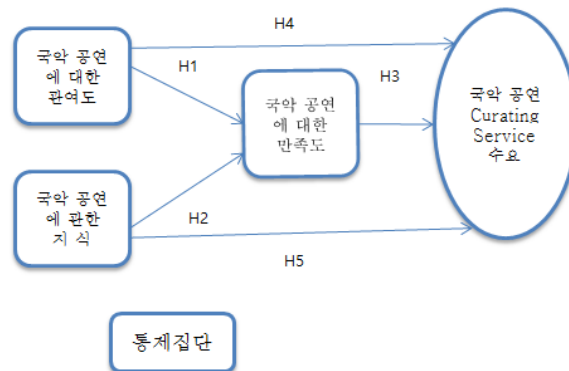 H4
국악 공연
에 대한
관여도
H1
H3
국악 공연
에 대한
만족도
국악 공연
Curating
Service
수요
국악 공연
에 관한
지 식
H2
H5
통제집단